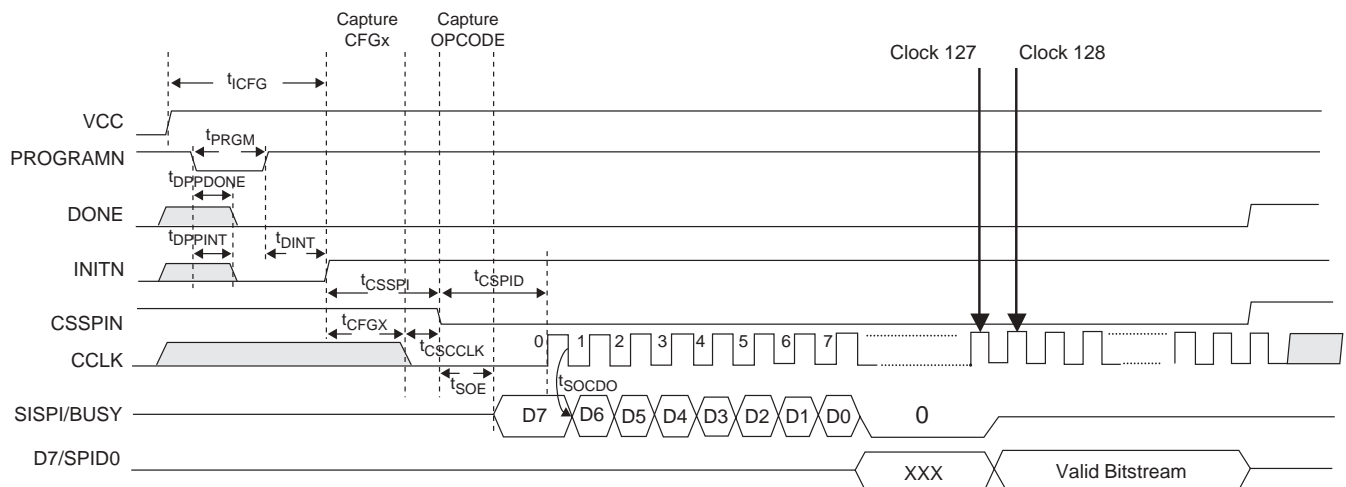 Capture CFGx
Capture OPCODE
Clock 127
Clock 128
tICFG
VCC
tPRGM
PROGRAMN
tDPPDONE
DONE
tDPPINT
tDINT
INITN
tCSSPI
tCSPID
CSSPIN
tCFGX
tCSCCLK
0 1 2 3 4 5 6 7
CCLK
tSOE
tSOCDO
SISPI/BUSY
D7 D6 D5 D4 D3 D2 D1 D0 0
D7/SPID0
XXX
Valid Bitstream